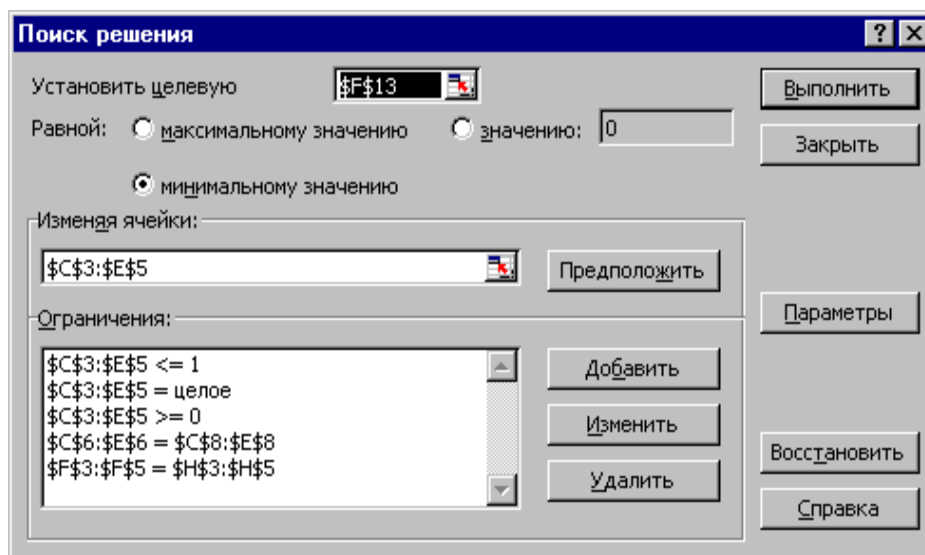 Поиск решения
Установить целевую $F$13
Равной: максимальному значению значению: 0
минимальному значению
Изменяя ячейки:
$C$3:$E$5
Предположить
Ограничения:
$C$3:$E$5 <= 1
$C$3:$E$5 = целое
$C$3:$E$5 >= 0
$C$6:$E$6 = $C$8:$E$8
$F$3:$F$5 = $H$3:$H$5
Добавить
Изменить
Удалить
Выполнить
Закрыть
Параметры
Восстановить
Справка